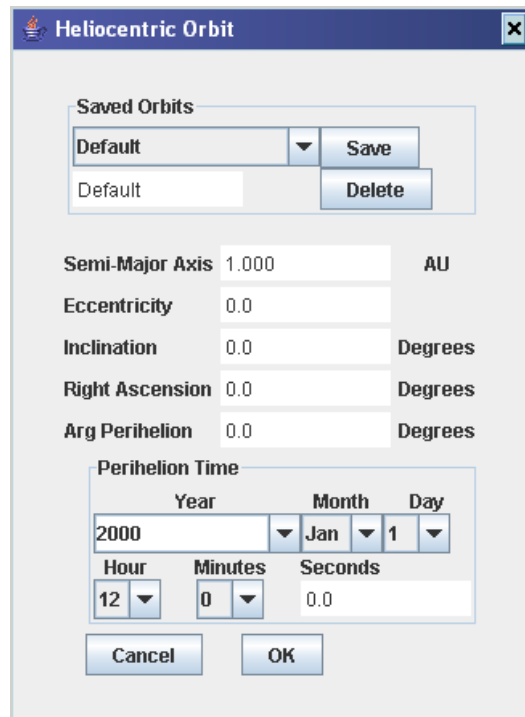 Heliocentric Orbit
Saved Orbits
Default Save
Default Delete
Semi-Major Axis 1.000 AU
Eccentricity 0.0
Inclination 0.0 Degrees
Right Ascension 0.0 Degrees
Arg Perihelion 0.0 Degrees
Perihelion Time
Year Month Day
2000 Jan 1
Hour Minutes Seconds
12 0 0.0
Cancel OK